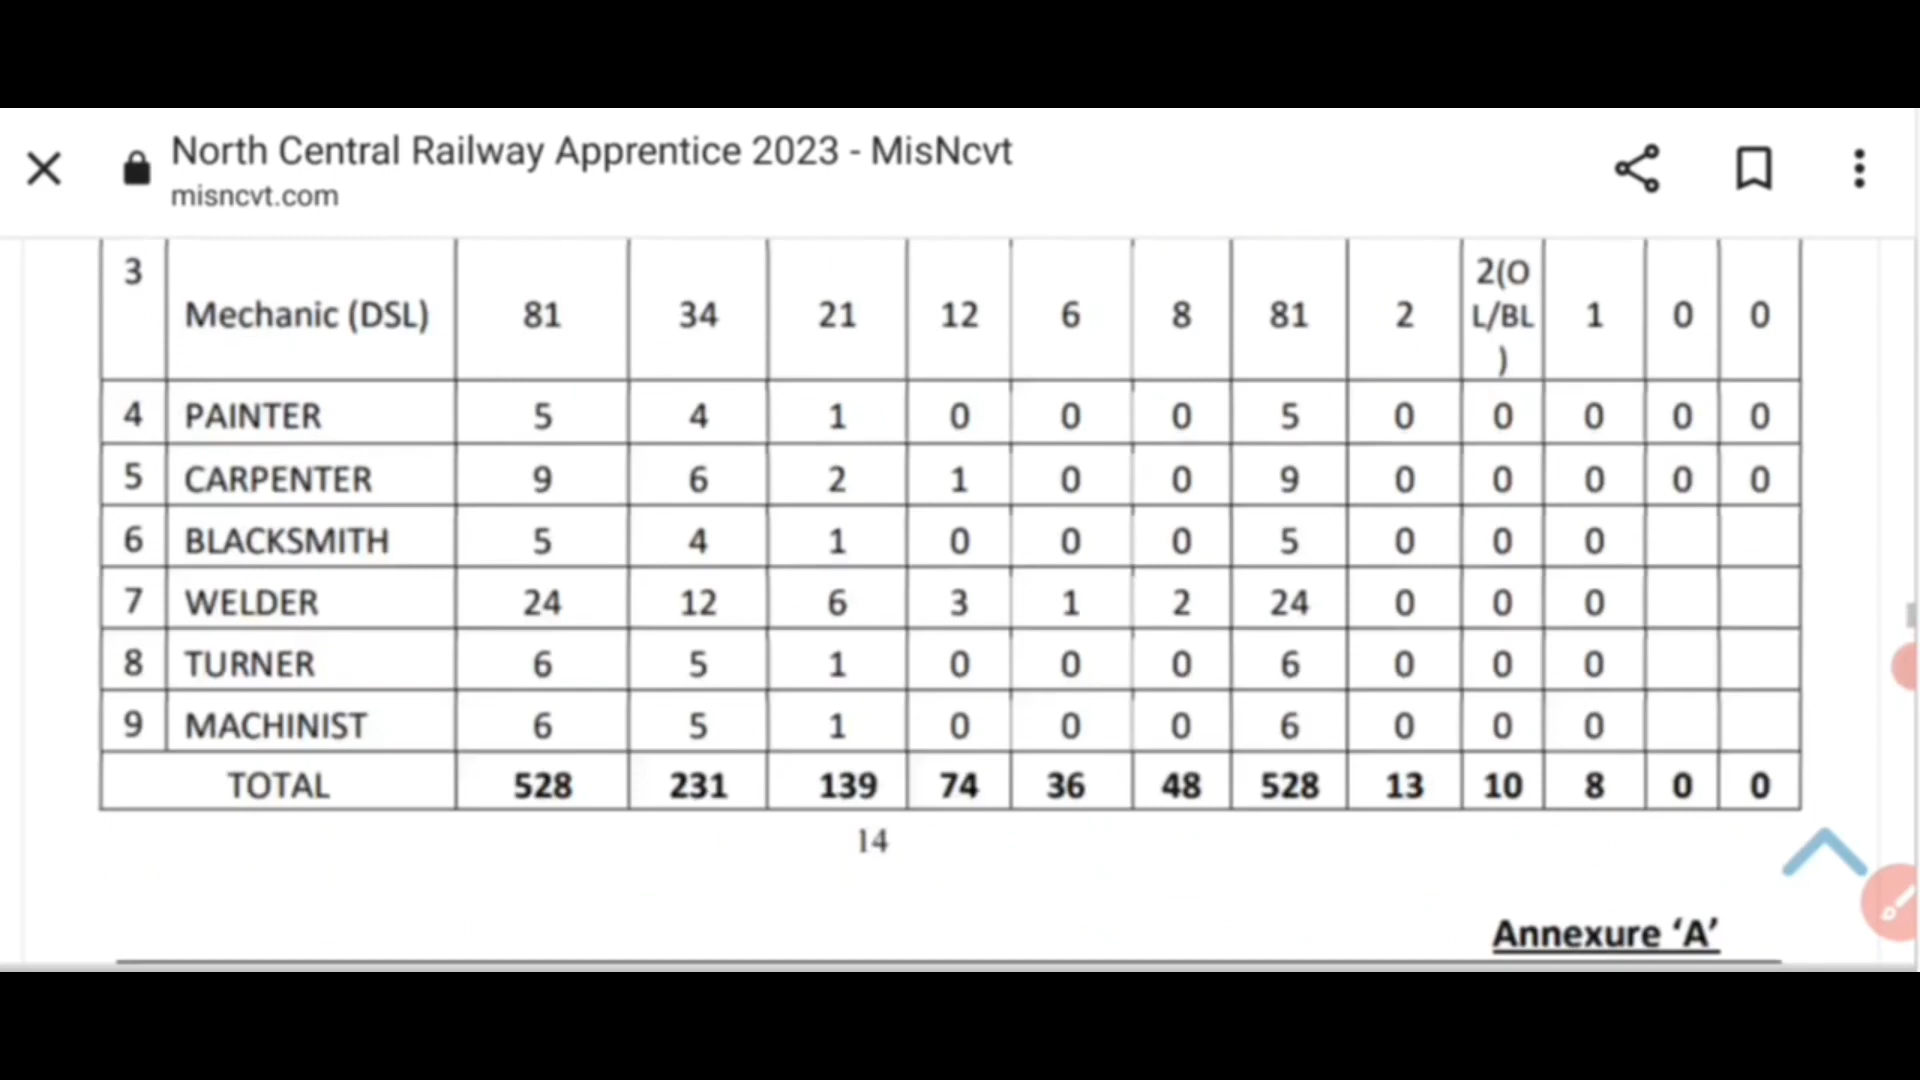 North Central Railway Apprentice 2023 - MisNcvt
misncvt.com
3 Mechanic (DSL) 81 34 21 12 6 8 81 2 2(O L/BL ) 1 0 0
4 PAINTER 5 4 1 0 0 0 5 0 0 0 0 0
5 CARPENTER 9 6 2 1 0 0 9 0 0 0 0 0
6 BLACKSMITH 5 4 1 0 0 0 5 0 0 0
7 WELDER 24 12 6 3 1 2 24 0 0 0
8 TURNER 6 5 1 0 0 0 6 0 0 0
9 MACHINIST 6 5 1 0 0 0 6 0 0 0
TOTAL 528 231 139 74 36 48 528 13 10 8 0 0
14
Annexure ‘A’